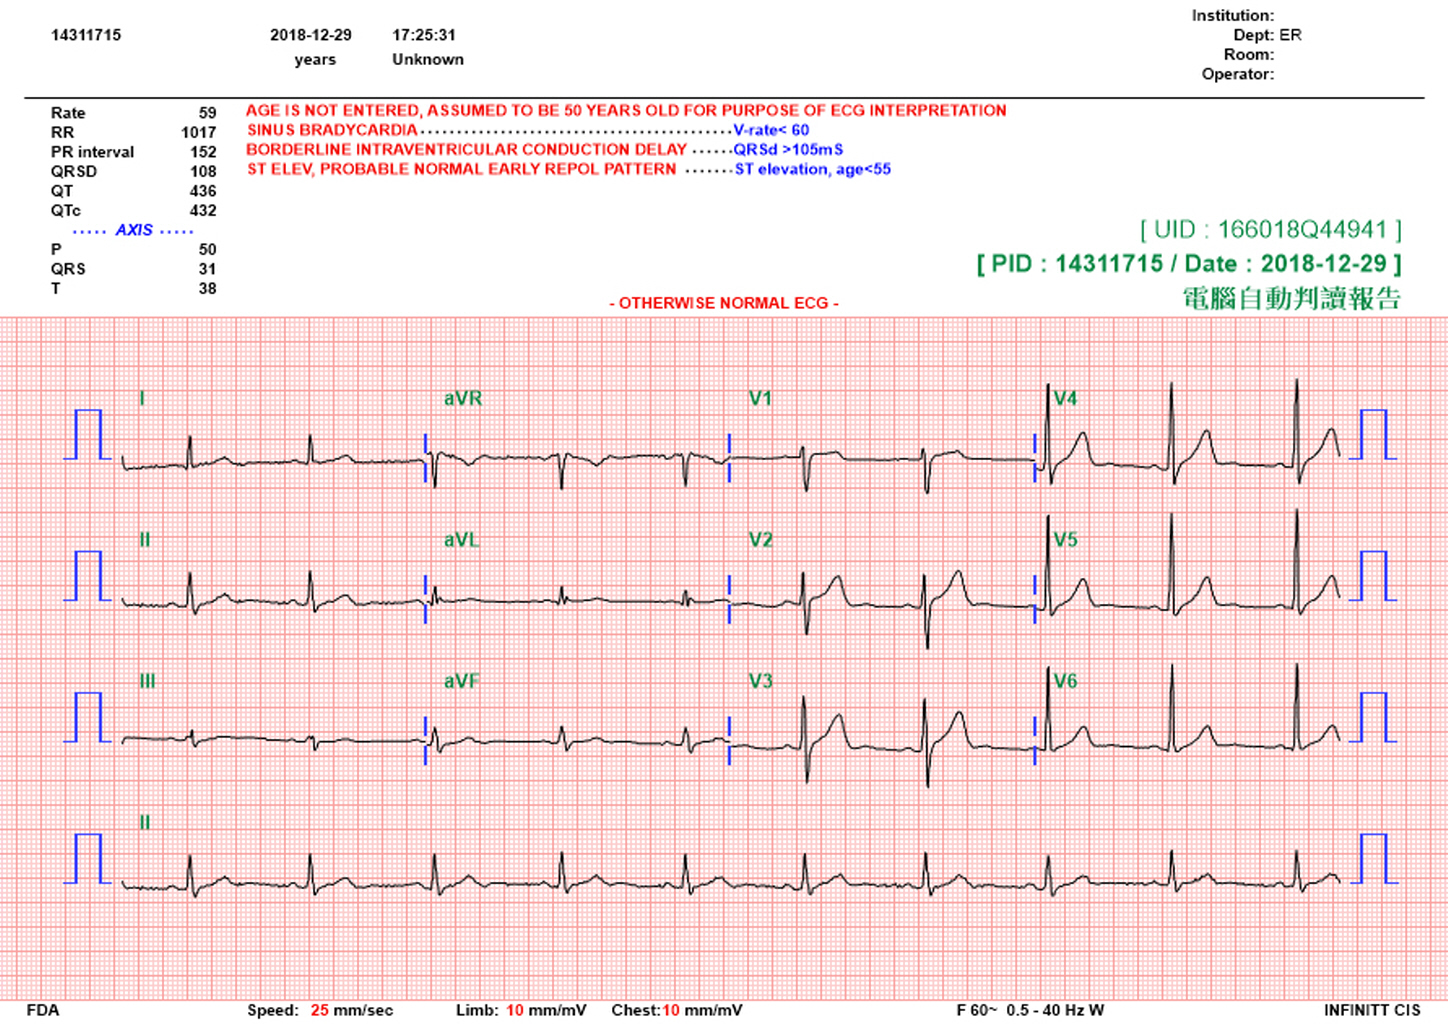 Institution:
14311715 2018-12-29 17:25:31 Dept: ER
years Unknown Room:
Operator:
Rate 59 AGE IS NOT ENTERED, ASSUMED TO BE 50 YEARS OLD FOR PURPOSE OF ECG INTERPRETATION
RR 1017 SINUS BRADYCARDIA........................................V-rate< 60
PR interval 152 BORDERLINE INTRAVENTRICULAR CONDUCTION DELAY ......QRSd >105mS
QRSD 108 ST ELEV, PROBABLE NORMAL EARLY REPOL PATTERN .......ST elevation, age<55
QT 436
QTc 432
..... AXIS .....
P 50
QRS 31
T 38
[ UID : 166018Q44941 ]
[ PID : 14311715 / Date : 2018-12-29 ]
電腦自動判讀報告
- OTHERWISE NORMAL ECG -
I aVR V1 V4
II aVL V2 V5
III aVF V3 V6
II
FDA Speed: 25 mm/sec Limb: 10 mm/mV Chest:10 mm/mV F 60~ 0.5 - 40 Hz W INFINITT CIS